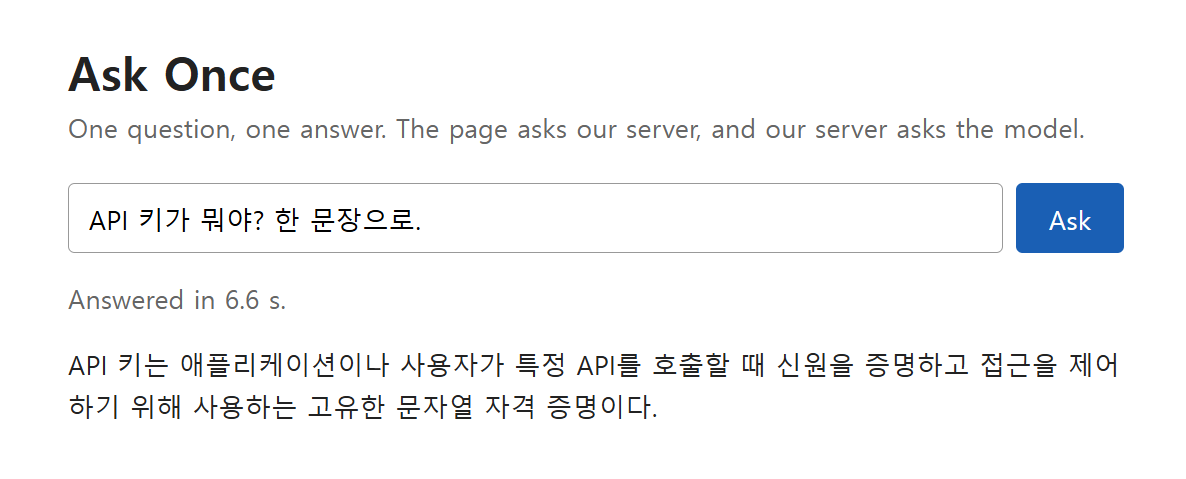 Ask Once
One question, one answer. The page asks our server, and our server asks the model.
API 키가 뭐야? 한 문장으로.
Ask
Answered in 6.6 s.
API 키는 애플리케이션이나 사용자가 특정 API를 호출할 때 신원을 증명하고 접근을 제어
하기 위해 사용하는 고유한 문자열 자격 증명이다.